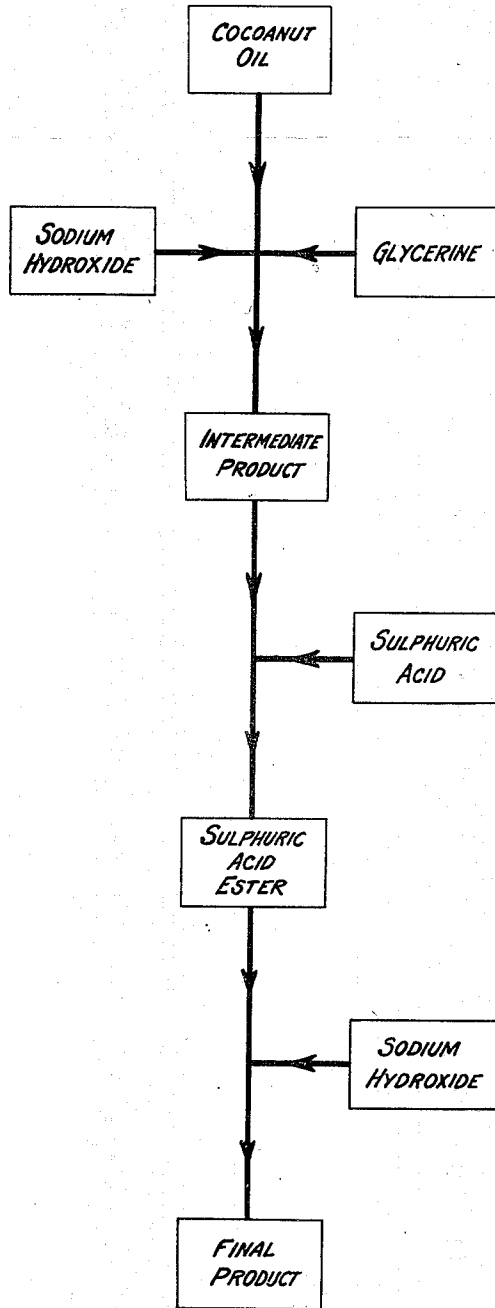 COCOANUT
OIL
SODIUM
HYDROXIDE
GLYCERINE
INTERMEDIATE
PRODUCT
SULPHURIC
ACID
SULPHURIC
ACID
ESTER
SODIUM
HYDROXIDE
FINAL
PRODUCT